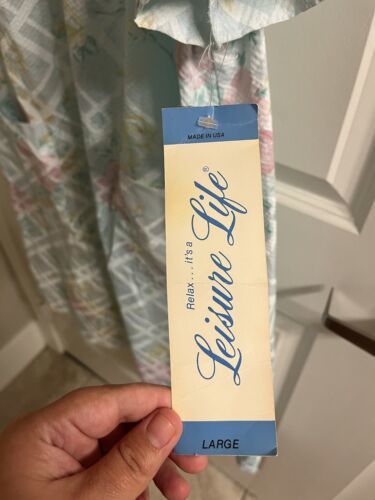 MADE IN USA
Relax... it's a
Leisure Life®
LARGE